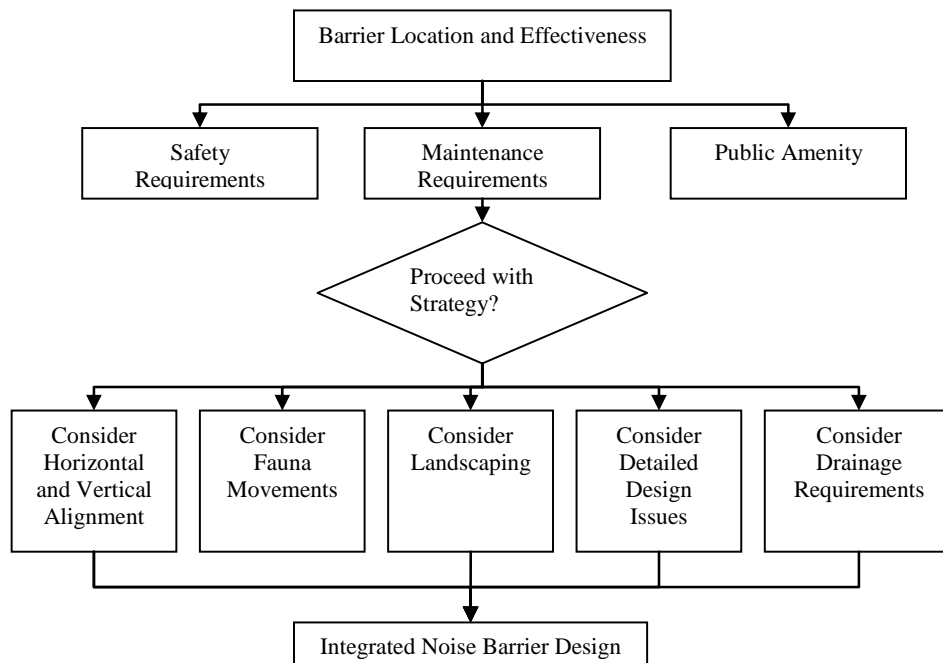 Barrier Location and Effectiveness
Safety
Requirements
Maintenance
Requirements
Public Amenity
Proceed with
Strategy?
Consider
Horizontal
and Vertical
Alignment
Consider
Fauna
Movements
Consider
Landscaping
Consider
Detailed
Design
Issues
Consider
Drainage
Requirements
Integrated Noise Barrier Design